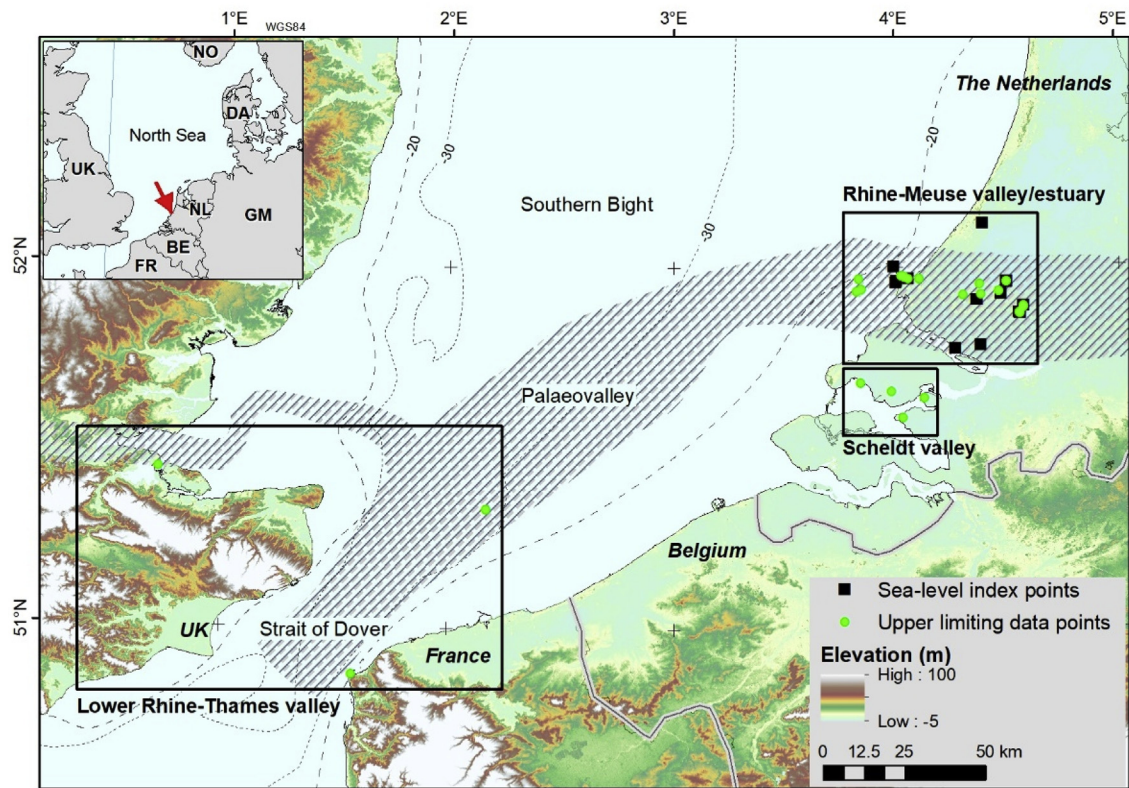 1°E
2°E
3°E
4°E
5°E
WGS84
NO
DA
North Sea
UK
NL
GM
BE
FR
-20
-30
-20
-30
The Netherlands
Rhine-Meuse valley/estuary
Southern Bight
52°N
Palaeovalley
Scheldt valley
Belgium
51°N
UK
Strait of Dover
France
Lower Rhine-Thames valley
Sea-level index points
Upper limiting data points
Elevation (m)
High : 100
Low : -5
0 12.5 25 50 km